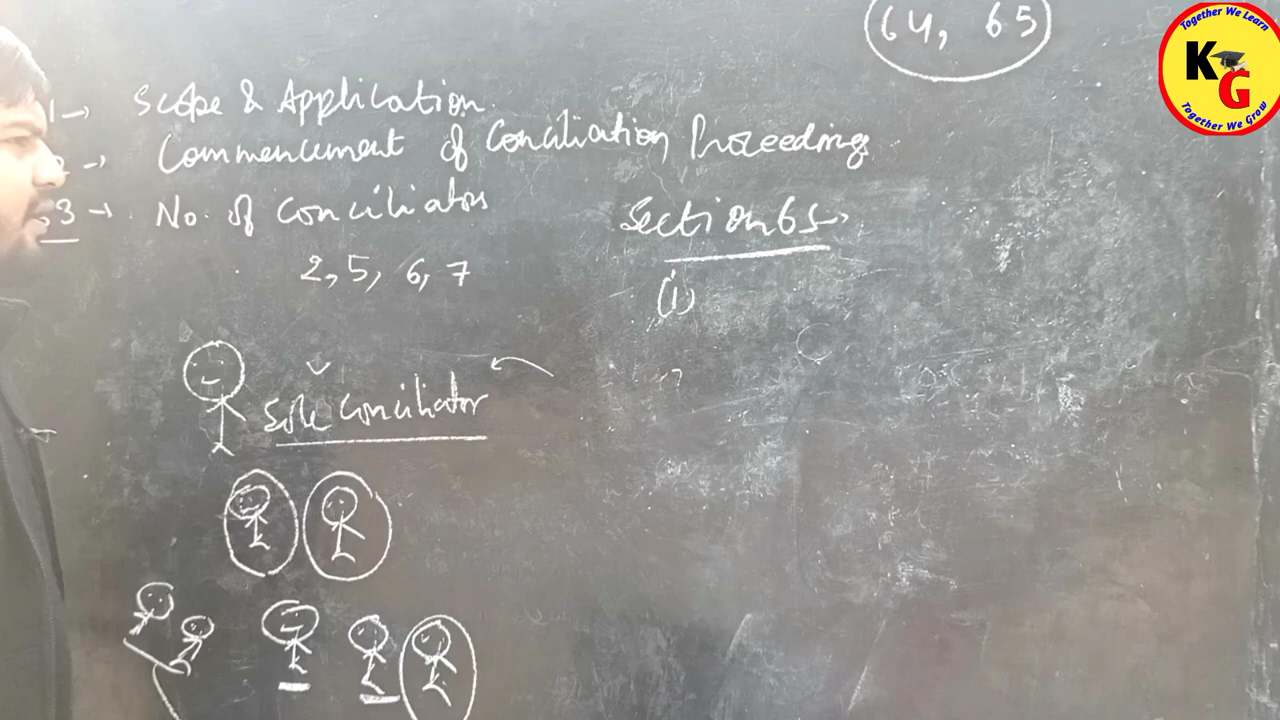 64, 65
Together We Learn
KG
Together We Grow
1→ Scope & Application
2→ Commencement of Conciliation Proceedings
3→ No. of Conciliators
2, 5, 6, 7
Section 65→
(1)
Sole Conciliator